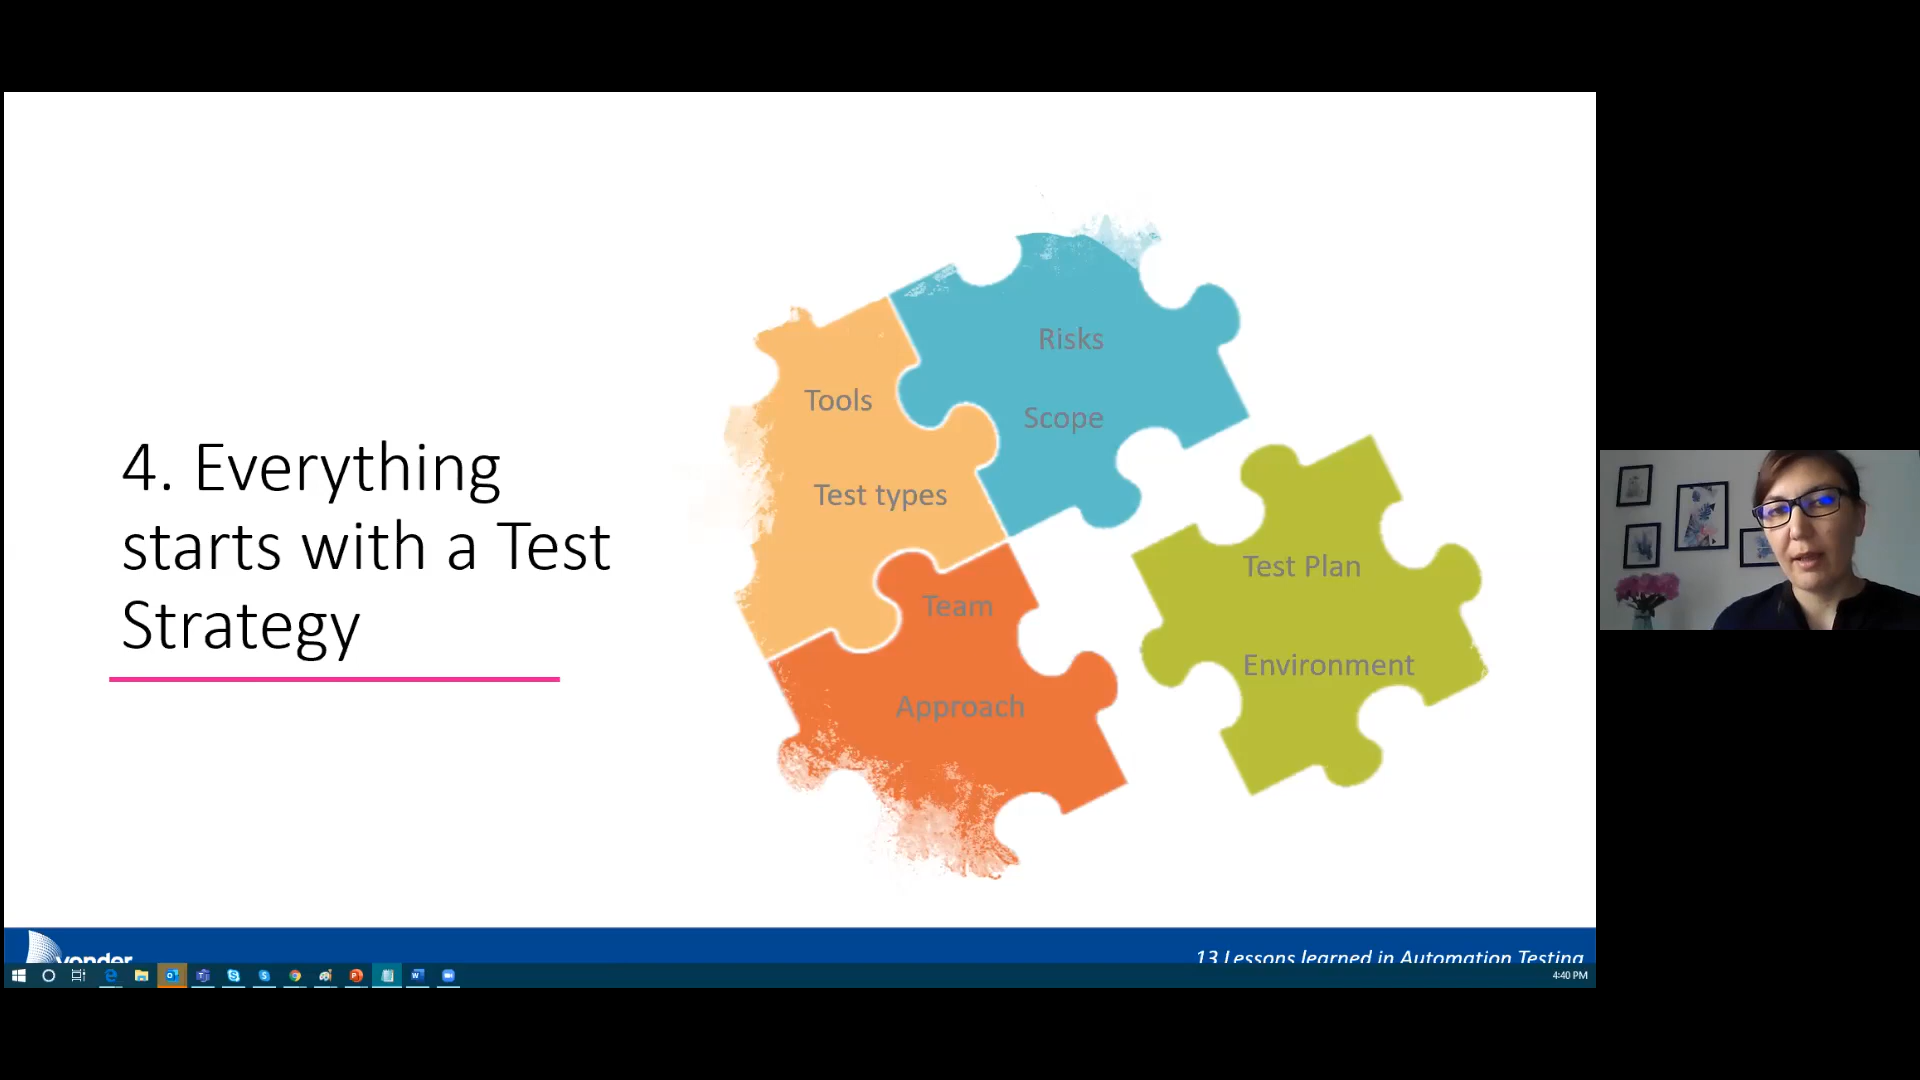 4. Everything
starts with a Test
Strategy
Risks
Scope
Tools
Test types
Team
Approach
Test Plan
Environment
yonder
13 Lessons learned in Automation Testing
4:40 PM